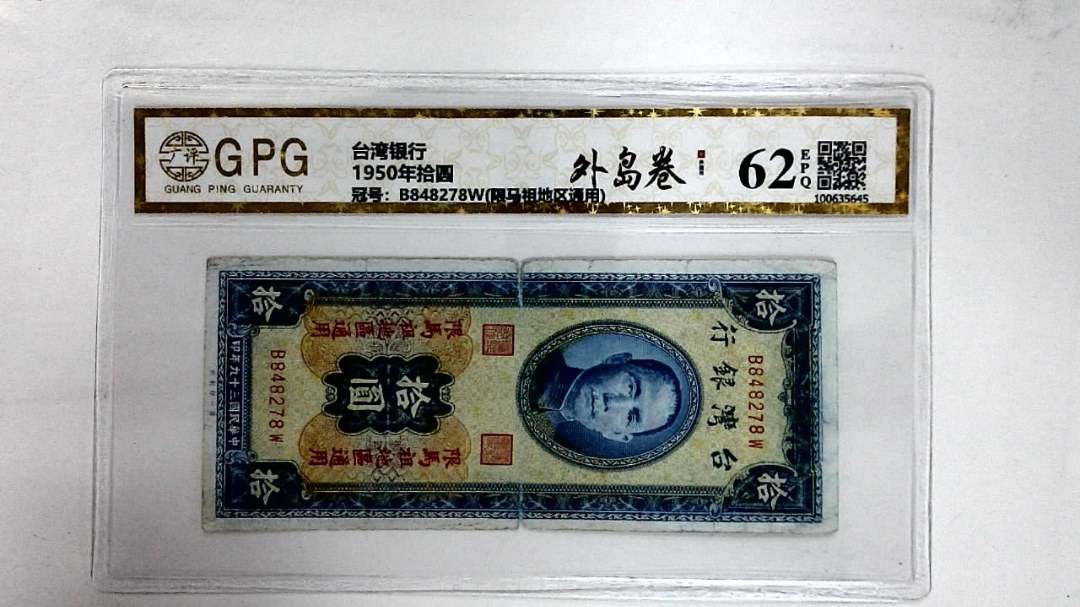 GPG
GUANG PING GUARANTY
广评
台湾银行
1950年拾圆
冠号：B848278W(限马祖地区通用)
外岛卷
62
EPQ
100635645
台灣銀行
B848278W
拾
拾
拾
拾
拾圓
限馬祖地區通用
限馬祖地區通用
B848278W
中華民國三十九年印